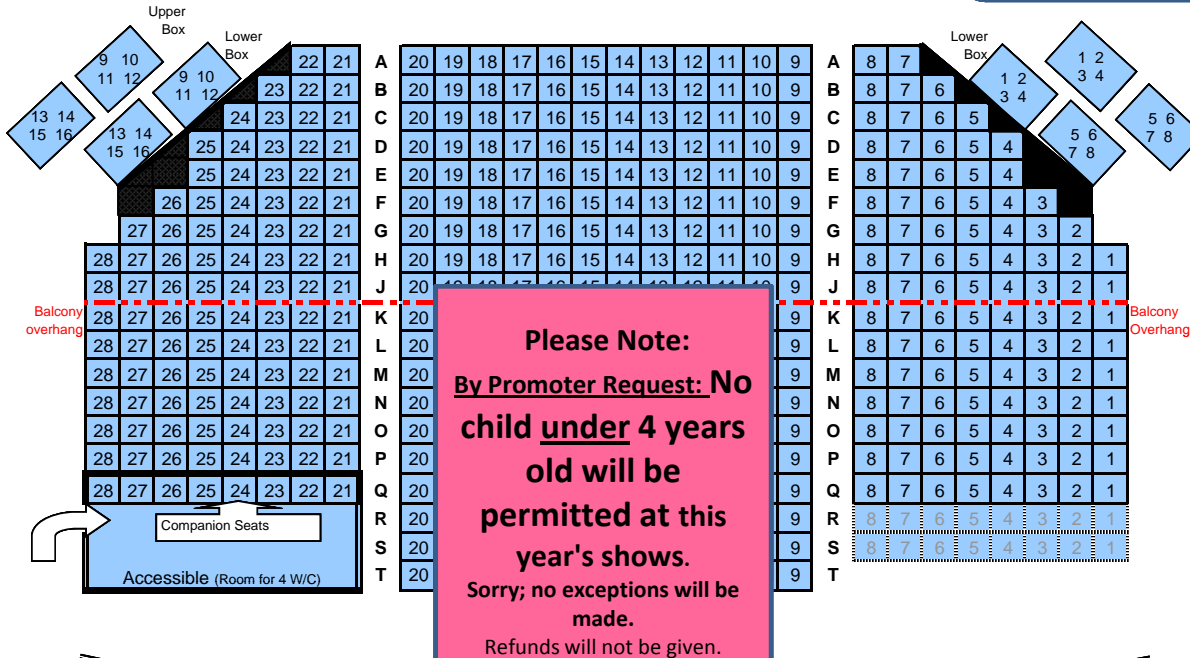 Upper
Box
Lower
Box
9 10
11 12
9 10
11 12
13 14
15 16
13 14
15 16
Lower
Box
1 2
3 4
1 2
3 4
5 6
7 8
5 6
7 8
22 21 A 20 19 18 17 16 15 14 13 12 11 10 9 A 8 7
23 22 21 B 20 19 18 17 16 15 14 13 12 11 10 9 B 8 7 6
24 23 22 21 C 20 19 18 17 16 15 14 13 12 11 10 9 C 8 7 6 5
25 24 23 22 21 D 20 19 18 17 16 15 14 13 12 11 10 9 D 8 7 6 5 4
25 24 23 22 21 E 20 19 18 17 16 15 14 13 12 11 10 9 E 8 7 6 5 4
26 25 24 23 22 21 F 20 19 18 17 16 15 14 13 12 11 10 9 F 8 7 6 5 4 3
27 26 25 24 23 22 21 G 20 19 18 17 16 15 14 13 12 11 10 9 G 8 7 6 5 4 3 2
28 27 26 25 24 23 22 21 H 20 19 18 17 16 15 14 13 12 11 10 9 H 8 7 6 5 4 3 2 1
28 27 26 25 24 23 22 21 J 20 9 J 8 7 6 5 4 3 2 1
Balcony
overhang
Balcony
Overhang
28 27 26 25 24 23 22 21 K 20 9 K 8 7 6 5 4 3 2 1
28 27 26 25 24 23 22 21 L 20 9 L 8 7 6 5 4 3 2 1
28 27 26 25 24 23 22 21 M 20 9 M 8 7 6 5 4 3 2 1
28 27 26 25 24 23 22 21 N 20 9 N 8 7 6 5 4 3 2 1
28 27 26 25 24 23 22 21 O 20 9 O 8 7 6 5 4 3 2 1
28 27 26 25 24 23 22 21 P 20 9 P 8 7 6 5 4 3 2 1
28 27 26 25 24 23 22 21 Q 20 9 Q 8 7 6 5 4 3 2 1
R 20 9 R 8 7 6 5 4 3 2 1
S 20 9 S 8 7 6 5 4 3 2 1
T 20 9 T
Companion Seats
Accessible (Room for 4 W/C)
Please Note:
By Promoter Request: No
child under 4 years
old will be
permitted at this
year's shows.
Sorry; no exceptions will be
made.
Refunds will not be given.